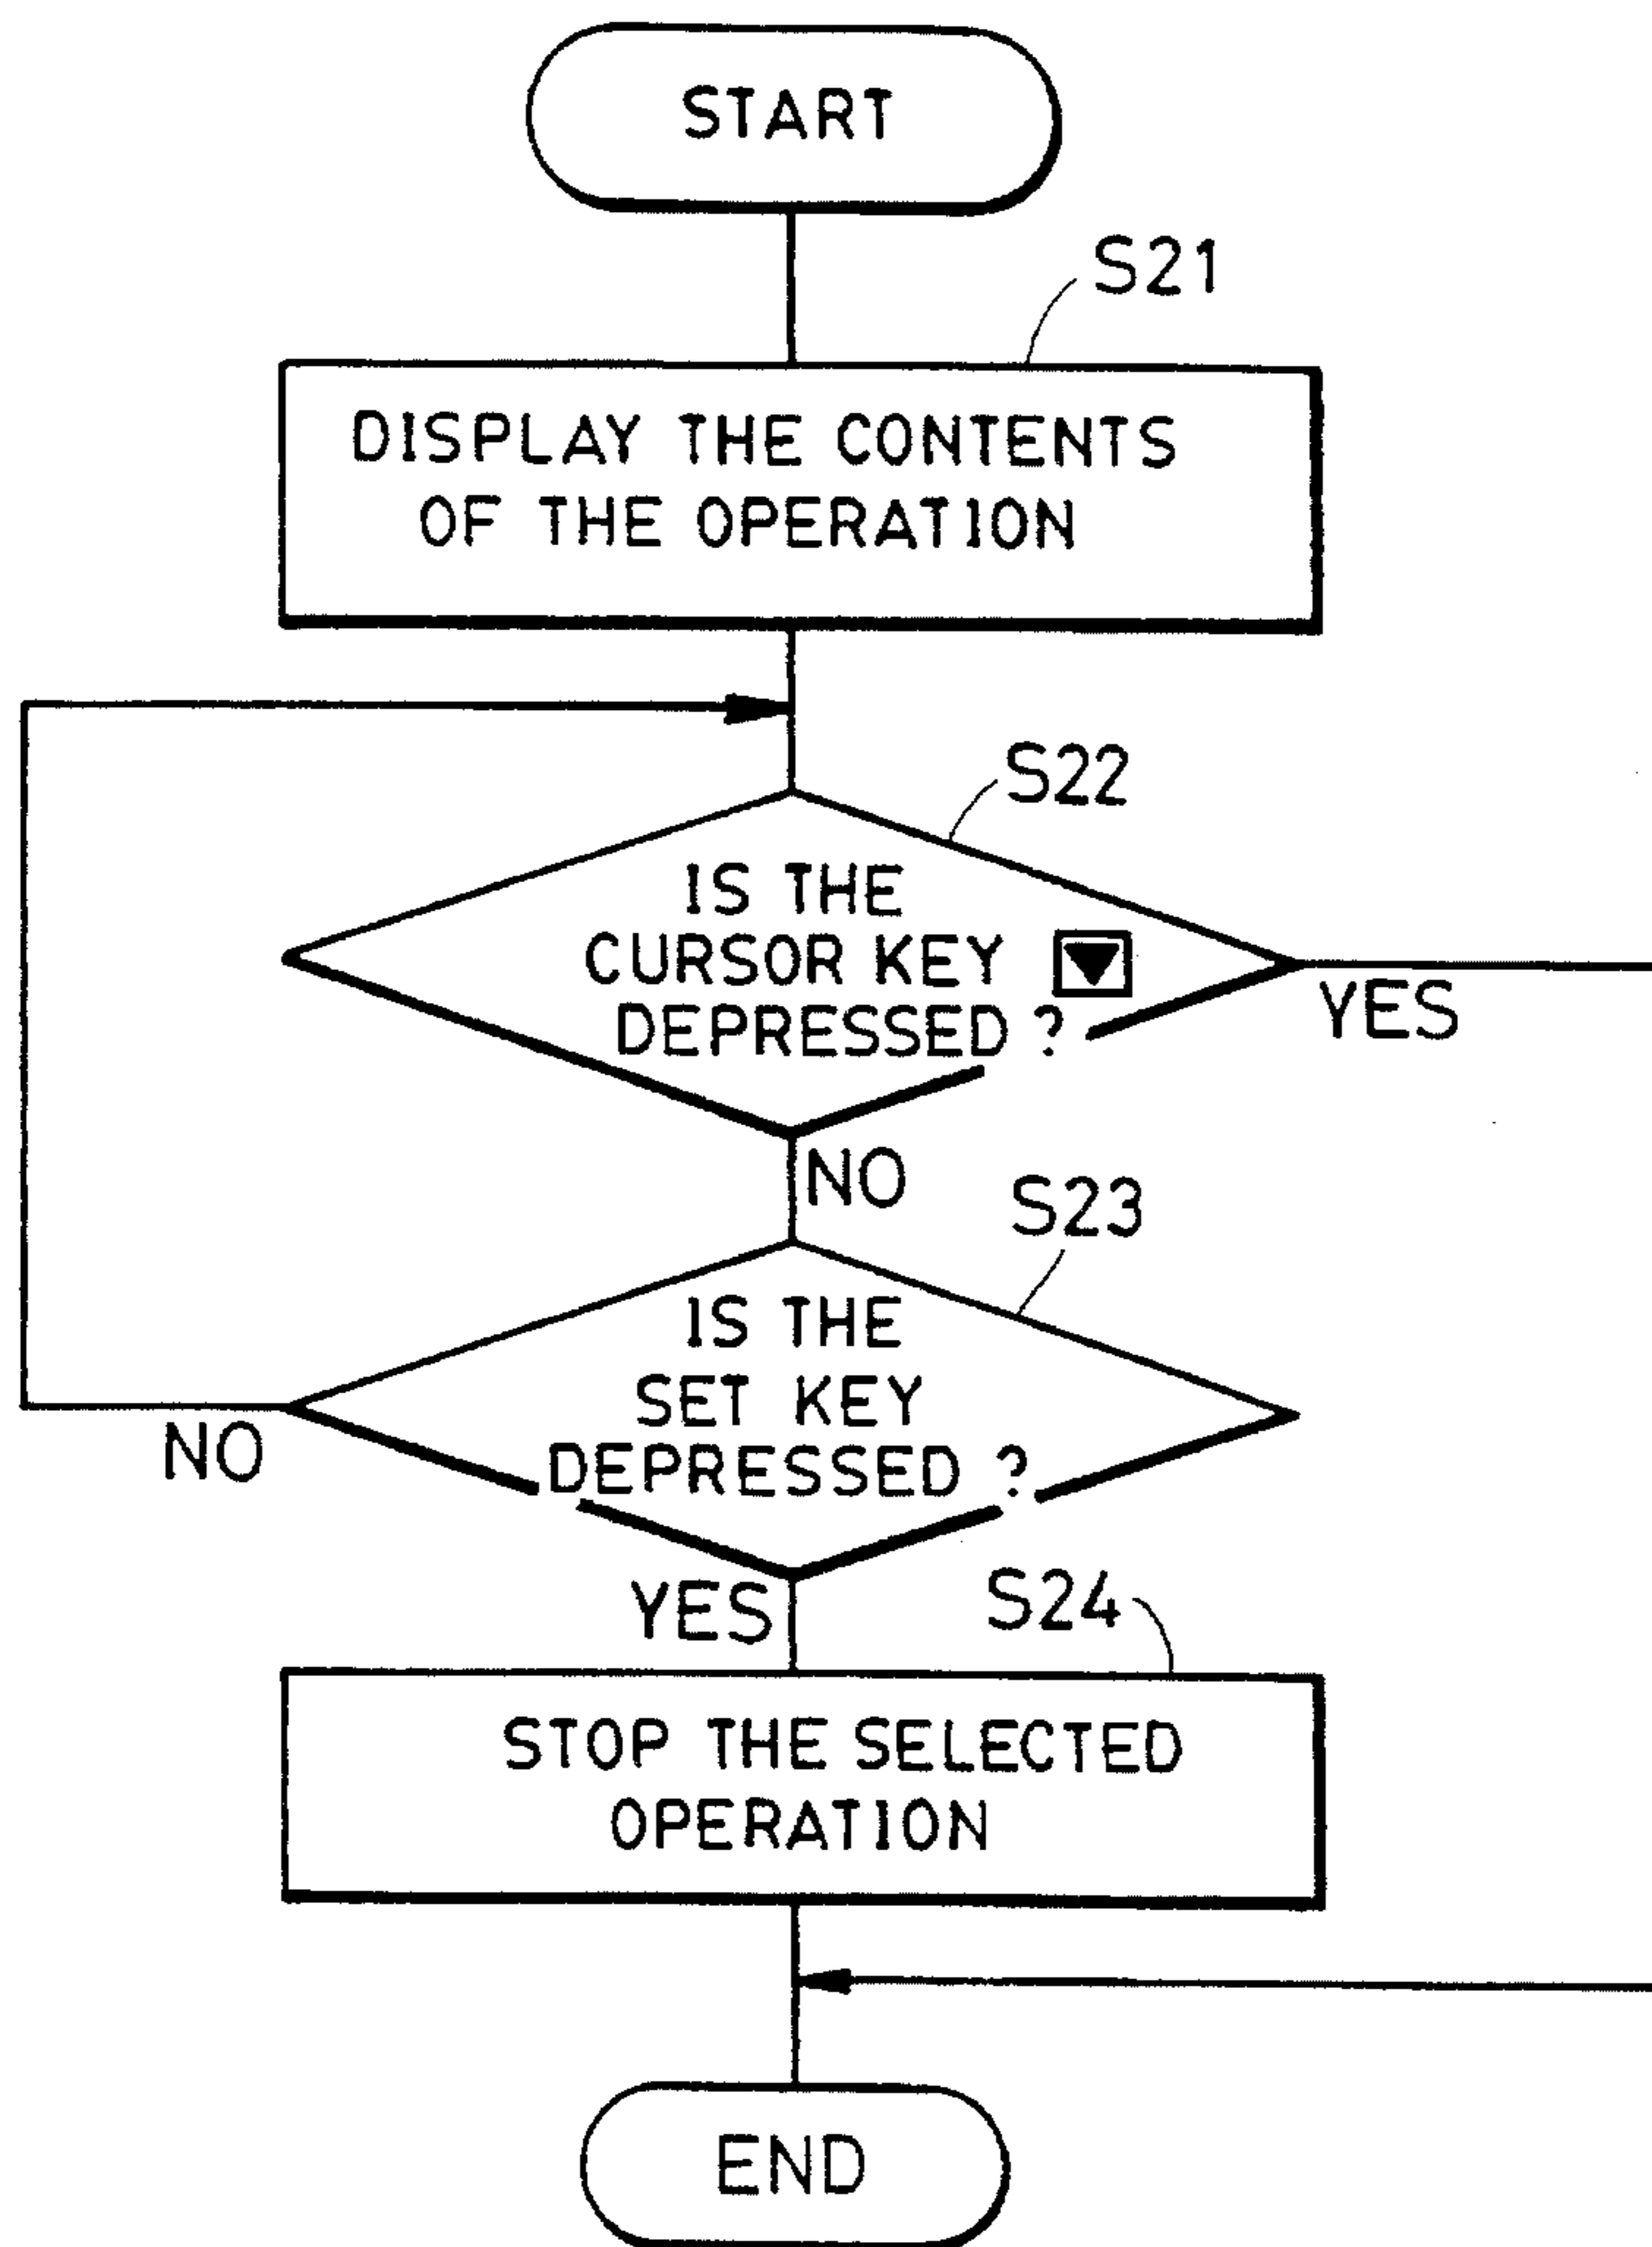 START
S21
DISPLAY THE CONTENTS
OF THE OPERATION
S22
IS THE
CURSOR KEY ▼
DEPRESSED ?
YES
NO
S23
IS THE
SET KEY
DEPRESSED ?
NO
YES
S24
STOP THE SELECTED
OPERATION
END